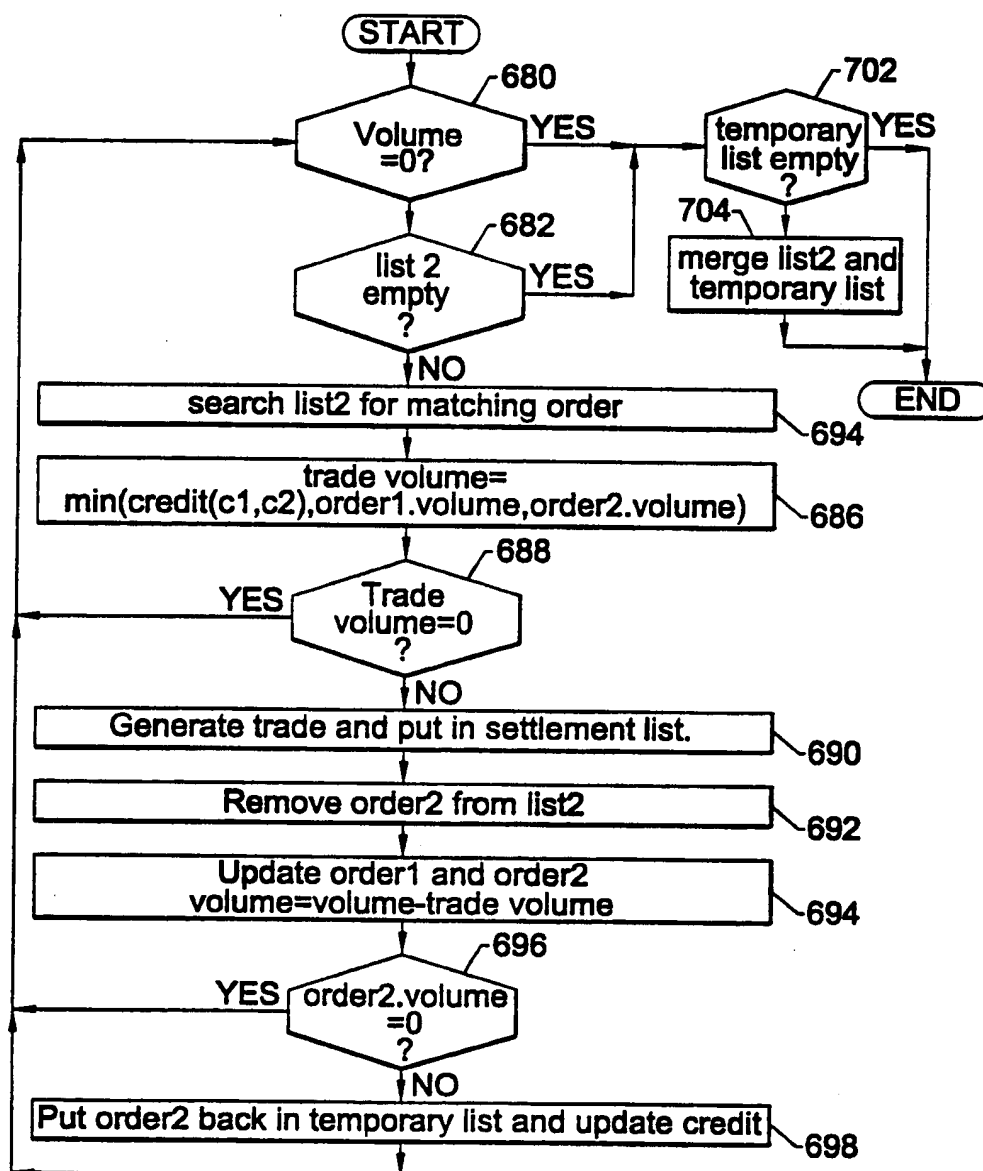 START
680
Volume
=0?
YES
702
temporary
list empty
?
YES
682
list 2
empty
?
YES
704
merge list2 and
temporary list
NO
END
search list2 for matching order
694
trade volume=
min(credit(c1,c2),order1.volume,order2.volume)
686
688
Trade
volume=0
?
YES
NO
Generate trade and put in settlement list.
690
Remove order2 from list2
692
Update order1 and order2
volume=volume-trade volume
694
696
order2.volume
=0
?
YES
NO
Put order2 back in temporary list and update credit
698